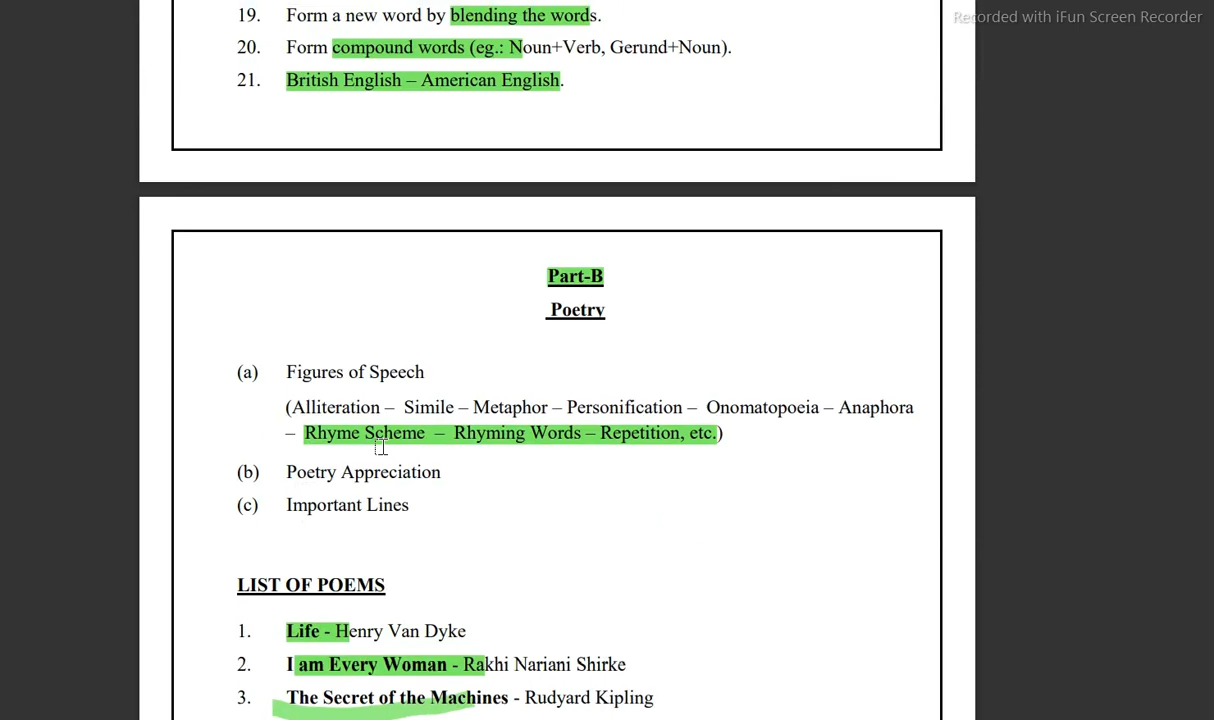 19. Form a new word by blending the words.
Recorded with iFun Screen Recorder
20. Form compound words (eg.: Noun+Verb, Gerund+Noun).
21. British English – American English.
Part-B
Poetry
(a) Figures of Speech
(Alliteration – Simile – Metaphor – Personification – Onomatopoeia – Anaphora
– Rhyme Scheme – Rhyming Words – Repetition, etc.)
(b) Poetry Appreciation
(c) Important Lines
LIST OF POEMS
1. Life - Henry Van Dyke
2. I am Every Woman - Rakhi Nariani Shirke
3. The Secret of the Machines - Rudyard Kipling